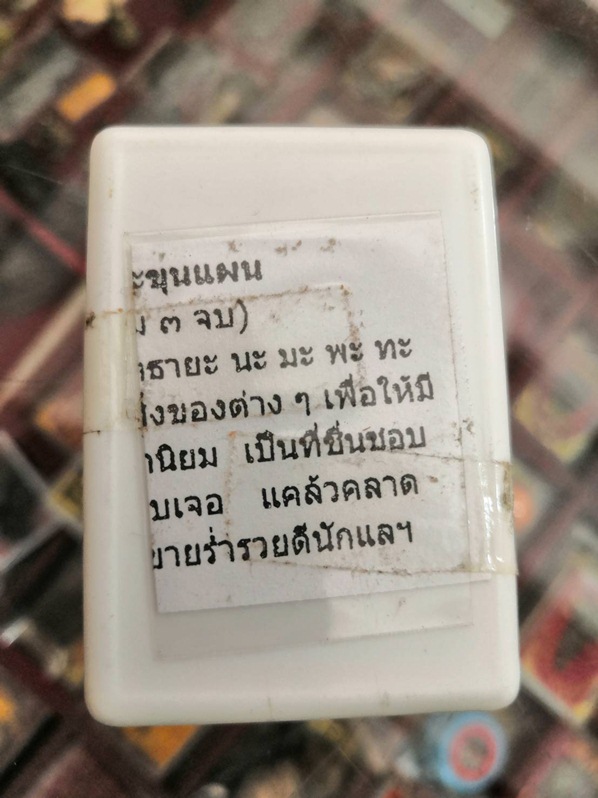 ะขุนแผน
ม ๓ จบ)
ธายะ นะ มะ พะ ทะ
งของต่าง ๆ เพื่อให้มี
านิยม เป็นที่ชื่นชอบ
บเจอ แคล้วคลาด
ขายร่ำรวยดีนักแลฯ